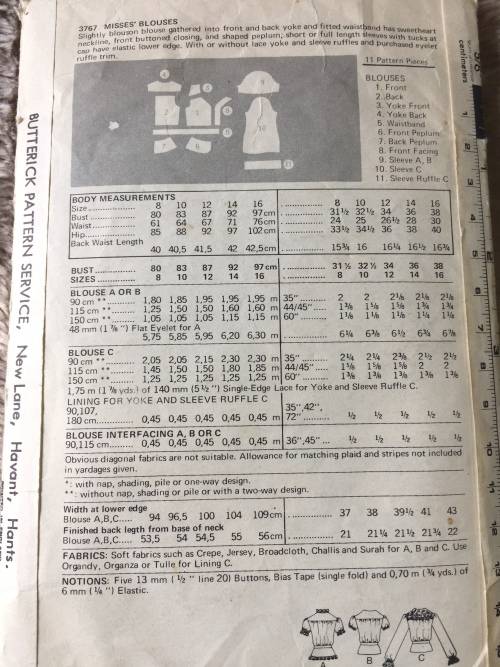 3767 MISSES' BLOUSES
Slightly blouson blouse gathered into front and back yoke and fitted waistband has sweetheart
neckline, front buttoned closing, and shaped peplum; short or full length sleeves with tucks at
cap have elastic lower edge. With or without lace yoke and sleeve ruffles and purchased eyelet
ruffle trim.
11 Pattern Pieces
BLOUSES
1. Front
2. Back
3. Yoke Front
4. Yoke Back
5. Waistband
6. Front Peplum
7. Back Peplum
8. Front Facing
9. Sleeve A, B
10. Sleeve C
11. Sleeve Ruffle C
BODY MEASUREMENTS
Size 8 10 12 14 16 8 10 12 14 16
Bust 80 83 87 92 97 cm 31½ 32½ 34 36 38
Waist 61 64 67 71 76 cm 24 25 26½ 28 30
Hip 85 88 92 97 102 cm 33½ 34½ 36 38 40
Back Waist Length
40 40,5 41,5 42 42,5 cm 15¾ 16 16¼ 16½ 16¾
BUST 80 83 87 92 97 cm 31½ 32½ 34 36 38
SIZES 8 10 12 14 16 8 10 12 14 16
BLOUSE A OR B
90 cm ** 1,80 1,85 1,95 1,95 1,95 m 35" 2 2 2⅛ 2⅛ 2⅛
115 cm ** 1,25 1,50 1,50 1,60 1,60 m 44/45" 1⅜ 1⅝ 1⅝ 1¾ 1¾
150 cm ** 1,05 1,05 1,15 1,15 1,15 m 60" 1⅛ 1⅛ 1¼ 1¼ 1¼
48 mm (1⅞") Flat Eyelet for A
5,75 5,85 5,95 6,20 6,30 m 6¼ 6⅜ 6½ 6¾ 6⅞
BLOUSE C
90 cm ** 2,05 2,05 2,15 2,30 2,30 m 35" 2¼ 2¼ 2⅜ 2½ 2½
115 cm ** 1,45 1,50 1,50 1,80 1,85 m 44/45" 1⅝ 1⅝ 1⅝ 2 2
150 cm ** 1,25 1,25 1,25 1,25 1,25 m 60" 1⅜ 1⅜ 1⅜ 1⅜ 1⅜
1,75 m (1⅞ yds.) of 140 mm (5½") Single-Edge Lace for Yoke and Sleeve Ruffle C.
LINING FOR YOKE AND SLEEVE RUFFLE C
90,107, 35",42",
180 cm 0,45 0,45 0,45 0,45 0,45 m 72" ½ ½ ½ ½ ½
BLOUSE INTERFACING A, B OR C
90,115 cm 0,45 0,45 0,45 0,45 0,45 m 36",45" ½ ½ ½ ½ ½
Obvious diagonal fabrics are not suitable. Allowance for matching plaid and stripes not included
in yardages given.
*: with nap, shading, pile or one-way design.
**: without nap, shading or pile or with a two-way design.
Width at lower edge
Blouse A,B,C 94 96,5 100 104 109 cm 37 38 39½ 41 43
Finished back legth from base of neck
Blouse A,B,C 53,5 54 54,5 55 56 cm 21 21¼ 21½ 21¾ 22
FABRICS: Soft fabrics such as Crepe, Jersey, Broadcloth, Challis and Surah for A, B and C. Use
Organdy, Organza or Tulle for Lining C.
NOTIONS: Five 13 mm (½" line 20) Buttons, Bias Tape (single fold) and 0,70 m (¾ yds.) of
6 mm (¼") Elastic.
A B C
BUTTERICK PATTERN SERVICE, New Lane, Havant, Hants.
centimeters